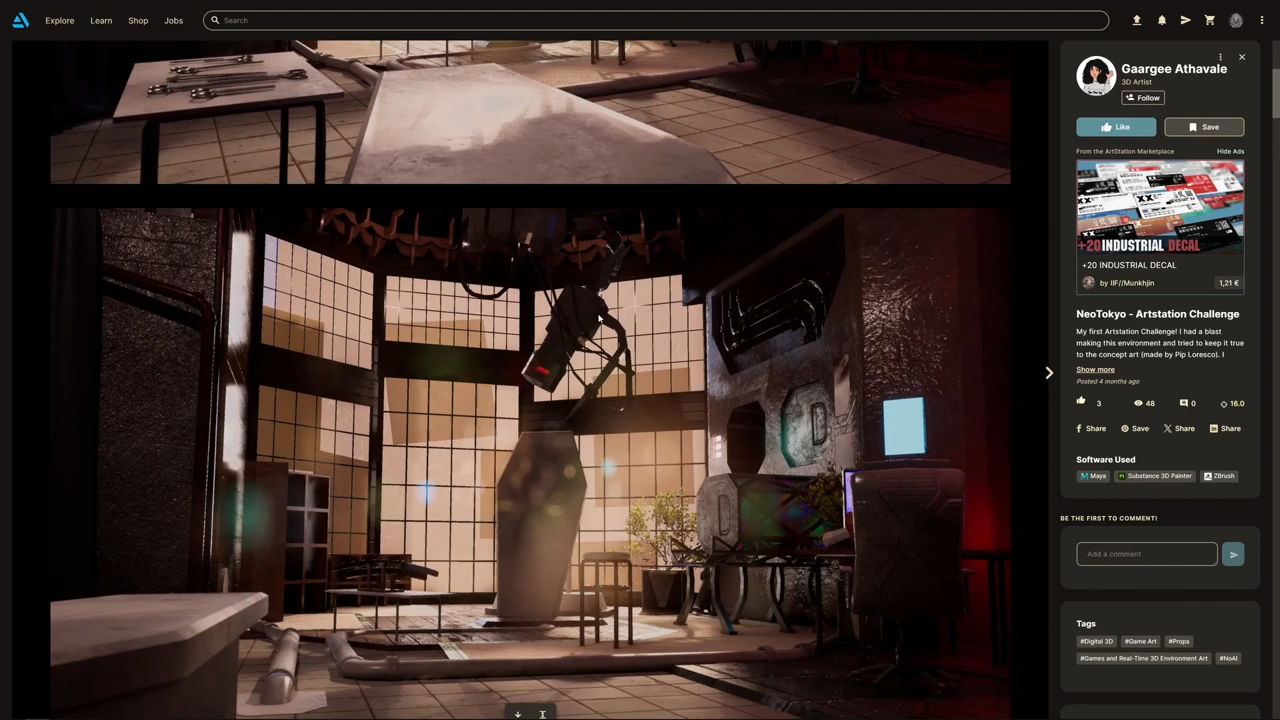 Explore Learn Shop Jobs Search
Gaargee Athavale
3D Artist
Follow
Like Save
From the ArtStation Marketplace Hide Ads
+20 INDUSTRIAL DECAL
+20 INDUSTRIAL DECAL
by IIF//Munkhjin 1,21 €
NeoTokyo - Artstation Challenge
My first Artstation Challenge! I had a blast
making this environment and tried to keep it true
to the concept art (made by Pip Loresco). I
Show more
Posted 4 months ago
3 48 0 16.0
Share Save Share Share
Software Used
Maya Substance 3D Painter ZBrush
BE THE FIRST TO COMMENT!
Add a comment
Tags
#Digital 3D #Game Art #Props
#Games and Real-Time 3D Environment Art #NoAI